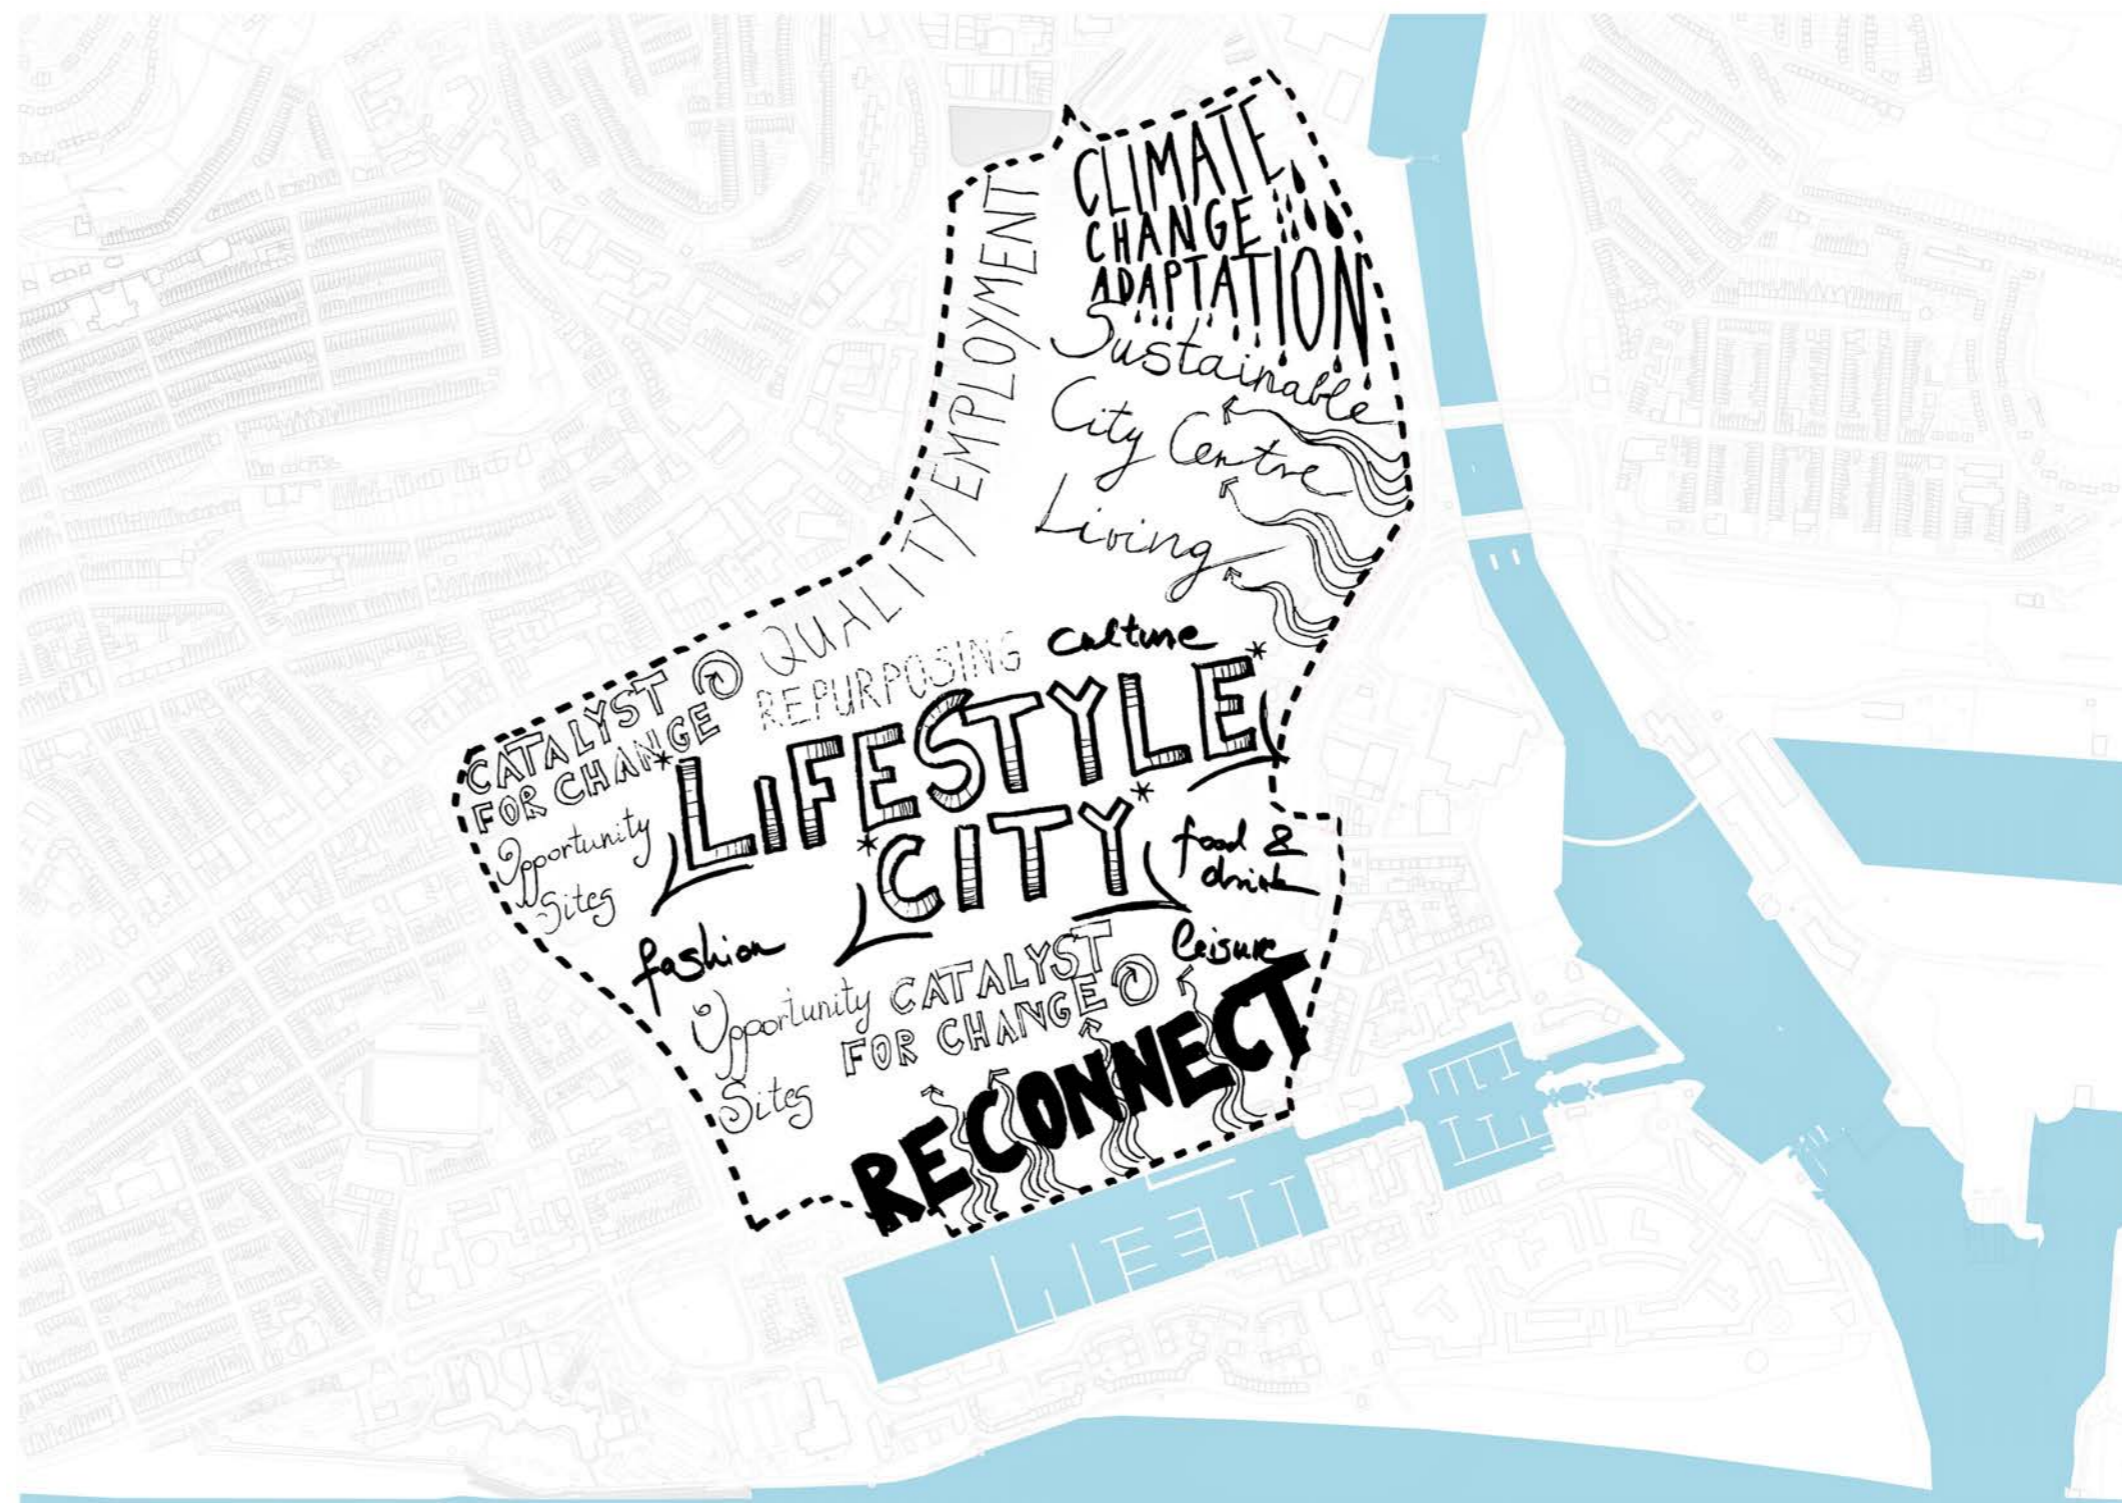 CLIMATE
CHANGE
ADAPTATION
Sustainable
City Centre
Living
QUALITY EMPLOYMENT
REPURPOSING
culture
CATALYST
FOR CHANGE
LiFESTYLE
CITY
Opportunity
Sites
food &
drink
fashion
leisure
Opportunity
Sites
CATALYST
FOR CHANGE
RECONNECT